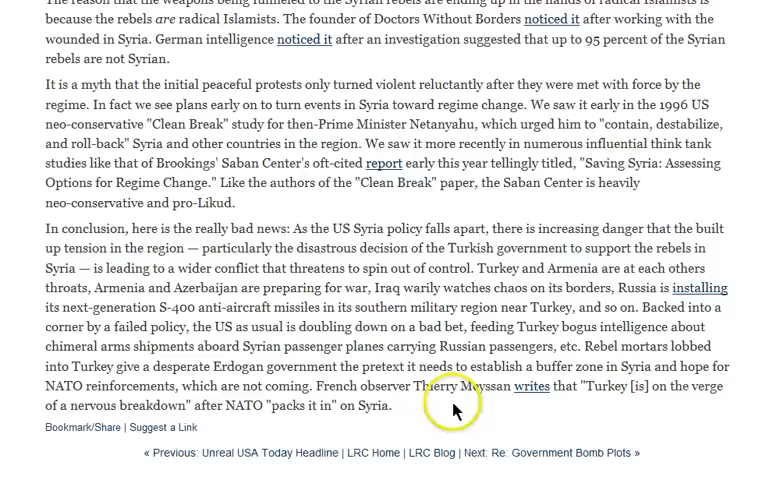 The reason that the weapons being funneled to the Syrian rebels are ending up in the hands of radical Islamists is
because the rebels are radical Islamists. The founder of Doctors Without Borders noticed it after working with the
wounded in Syria. German intelligence noticed it after an investigation suggested that up to 95 percent of the Syrian
rebels are not Syrian.
It is a myth that the initial peaceful protests only turned violent reluctantly after they were met with force by the
regime. In fact we see plans early on to turn events in Syria toward regime change. We saw it early in the 1996 US
neo-conservative "Clean Break" study for then-Prime Minister Netanyahu, which urged him to "contain, destabilize,
and roll-back" Syria and other countries in the region. We saw it more recently in numerous influential think tank
studies like that of Brookings' Saban Center's oft-cited report early this year tellingly titled, "Saving Syria: Assessing
Options for Regime Change." Like the authors of the "Clean Break" paper, the Saban Center is heavily
neo-conservative and pro-Likud.
In conclusion, here is the really bad news: As the US Syria policy falls apart, there is increasing danger that the built
up tension in the region — particularly the disastrous decision of the Turkish government to support the rebels in
Syria — is leading to a wider conflict that threatens to spin out of control. Turkey and Armenia are at each others
throats, Armenia and Azerbaijan are preparing for war, Iraq warily watches chaos on its borders, Russia is installing
its next-generation S-400 anti-aircraft missiles in its southern military region near Turkey, and so on. Backed into a
corner by a failed policy, the US as usual is doubling down on a bad bet, feeding Turkey bogus intelligence about
chimeral arms shipments aboard Syrian passenger planes carrying Russian passengers, etc. Rebel mortars lobbed
into Turkey give a desperate Erdogan government the pretext it needs to establish a buffer zone in Syria and hope for
NATO reinforcements, which are not coming. French observer Thierry Meyssan writes that "Turkey [is] on the verge
of a nervous breakdown" after NATO "packs it in" on Syria.
Bookmark/Share | Suggest a Link
« Previous: Unreal USA Today Headline | LRC Home | LRC Blog | Next: Re: Government Bomb Plots »